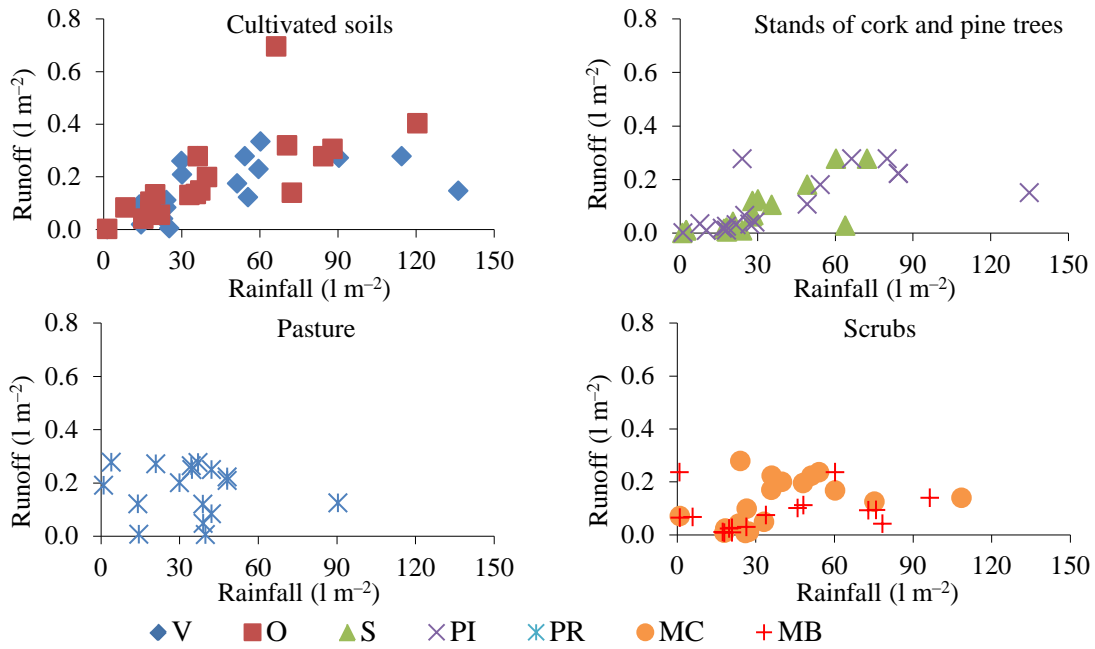 Cultivated soils
Runoff (l m⁻²)
0.8
0.6
0.4
0.2
0.0
0 30 60 90 120 150
Rainfall (l m⁻²)
Stands of cork and pine trees
Runoff (l m⁻²)
0.8
0.6
0.4
0.2
0.0
0 30 60 90 120 150
Rainfall (l m⁻²)
Pasture
Runoff (l m⁻²)
0.8
0.6
0.4
0.2
0.0
0 30 60 90 120 150
Rainfall (l m⁻²)
Scrubs
Runoff (l m⁻²)
0.8
0.6
0.4
0.2
0.0
0 30 60 90 120 150
Rainfall (l m⁻²)
V O S PI PR MC MB